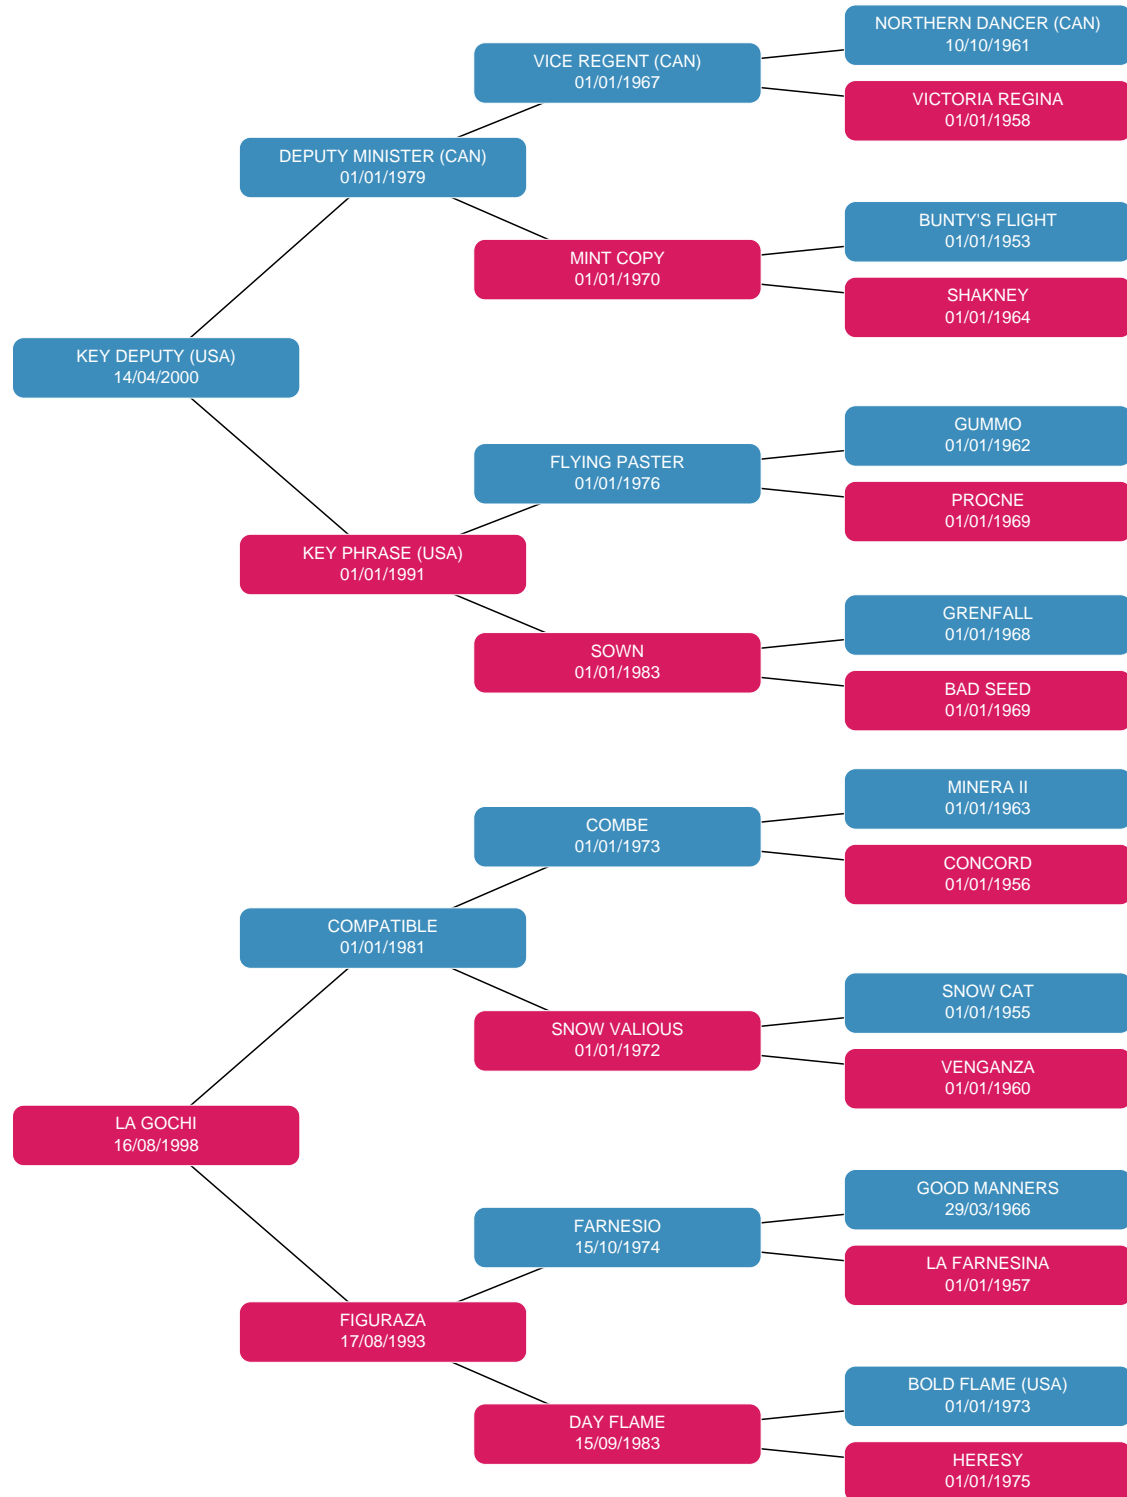 NORTHERN DANCER (CAN)
10/10/1961
VICE REGENT (CAN)
01/01/1967
VICTORIA REGINA
01/01/1958
DEPUTY MINISTER (CAN)
01/01/1979
BUNTY'S FLIGHT
01/01/1953
MINT COPY
01/01/1970
SHAKNEY
01/01/1964
KEY DEPUTY (USA)
14/04/2000
GUMMO
01/01/1962
FLYING PASTER
01/01/1976
PROCNE
01/01/1969
KEY PHRASE (USA)
01/01/1991
GRENFALL
01/01/1968
SOWN
01/01/1983
BAD SEED
01/01/1969
MINERA II
01/01/1963
COMBE
01/01/1973
CONCORD
01/01/1956
COMPATIBLE
01/01/1981
SNOW CAT
01/01/1955
SNOW VALIOUS
01/01/1972
VENGANZA
01/01/1960
LA GOCHI
16/08/1998
GOOD MANNERS
29/03/1966
FARNESIO
15/10/1974
LA FARNESINA
01/01/1957
FIGURAZA
17/08/1993
BOLD FLAME (USA)
01/01/1973
DAY FLAME
15/09/1983
HERESY
01/01/1975